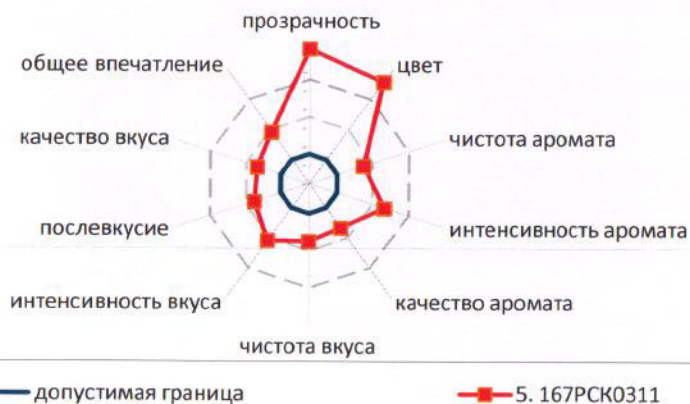 прозрачность
общее впечатление
цвет
качество вкуса
чистота аромата
послевкусие
интенсивность аромата
интенсивность вкуса
качество аромата
чистота вкуса
допустимая граница
5. 167РСК0311